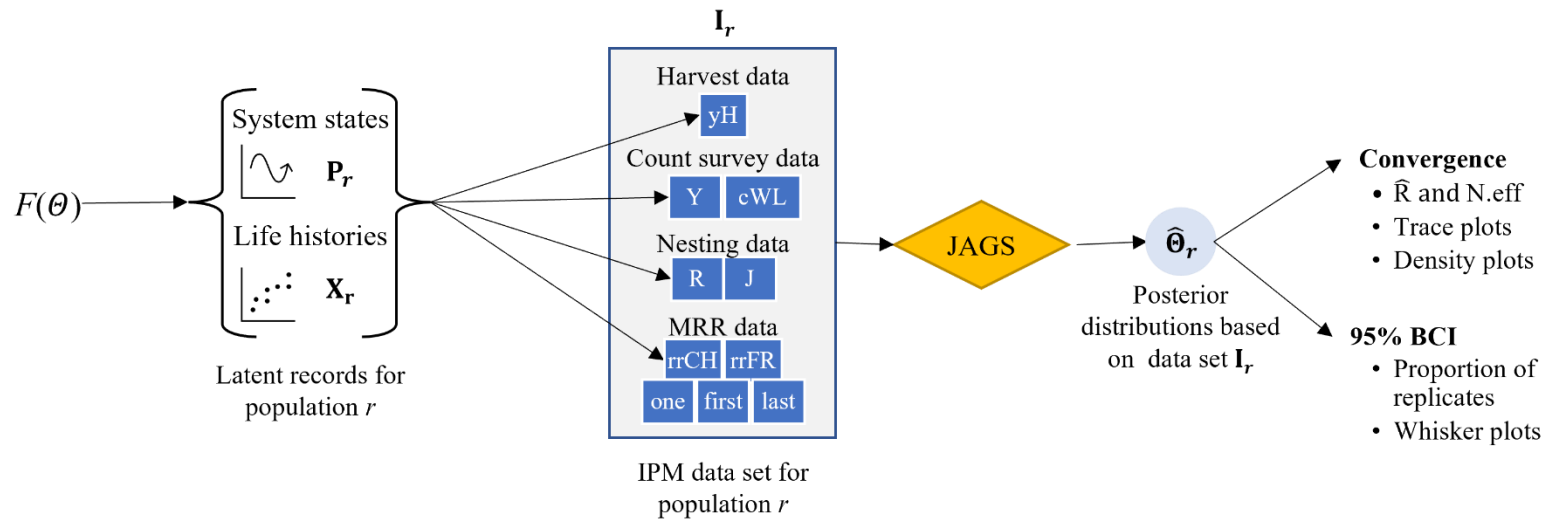 F(Θ)
System states
P_r
Life histories
X_r
Latent records for
population r
I_r
Harvest data
yH
Count survey data
Y cWL
Nesting data
R J
MRR data
rrCH rrFR
one first last
IPM data set for
population r
JAGS
Θ̂_r
Posterior
distributions based
on data set I_r
Convergence
• R̂ and N.eff
• Trace plots
• Density plots
95% BCI
• Proportion of
replicates
• Whisker plots